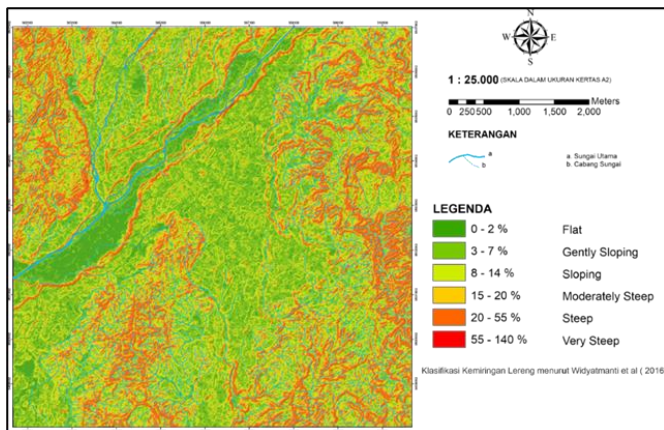 N
W E
S
1 : 25.000 (SKALA DALAM UKURAN KERTAS A2)
Meters
0 250 500 1,000 1,500 2,000
KETERANGAN
a
b
a. Sungai Utama
b. Cabang Sungai
LEGENDA
0 - 2 % Flat
3 - 7 % Gently Sloping
8 - 14 % Sloping
15 - 20 % Moderately Steep
20 - 55 % Steep
55 - 140 % Very Steep
Klasifikasi Kemiringan Lereng menurut Widyatmanti et al ( 2016